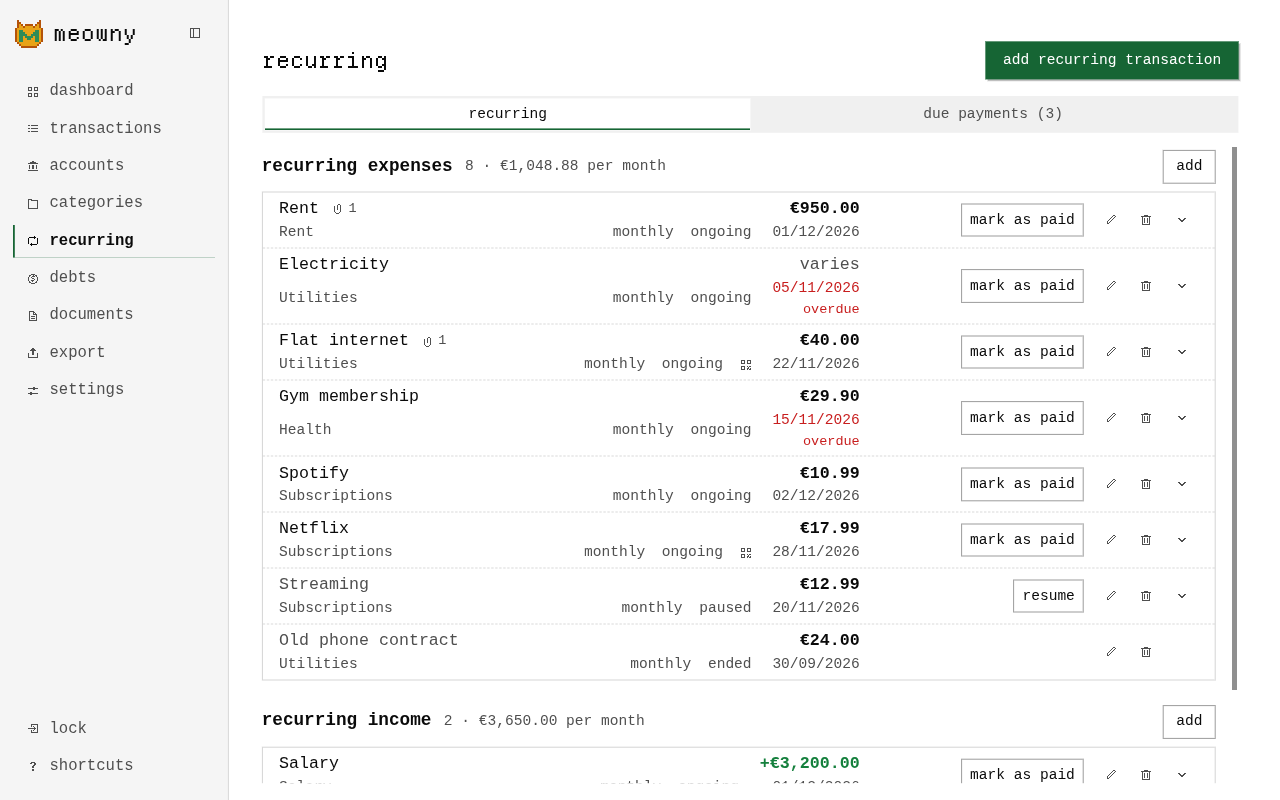 meowny
dashboard
transactions
accounts
categories
recurring
debts
documents
export
settings
lock
? shortcuts
recurring
add recurring transaction
recurring
due payments (3)
recurring expenses 8 · €1,048.88 per month
add
Rent 1 €950.00
Rent monthly ongoing 01/12/2026
mark as paid
Electricity varies
Utilities monthly ongoing 05/11/2026
overdue
mark as paid
Flat internet 1 €40.00
Utilities monthly ongoing 22/11/2026
mark as paid
Gym membership €29.90
Health monthly ongoing 15/11/2026
overdue
mark as paid
Spotify €10.99
Subscriptions monthly ongoing 02/12/2026
mark as paid
Netflix €17.99
Subscriptions monthly ongoing 28/11/2026
mark as paid
Streaming €12.99
Subscriptions monthly paused 20/11/2026
resume
Old phone contract €24.00
Utilities monthly ended 30/09/2026
recurring income 2 · €3,650.00 per month
add
Salary +€3,200.00
mark as paid